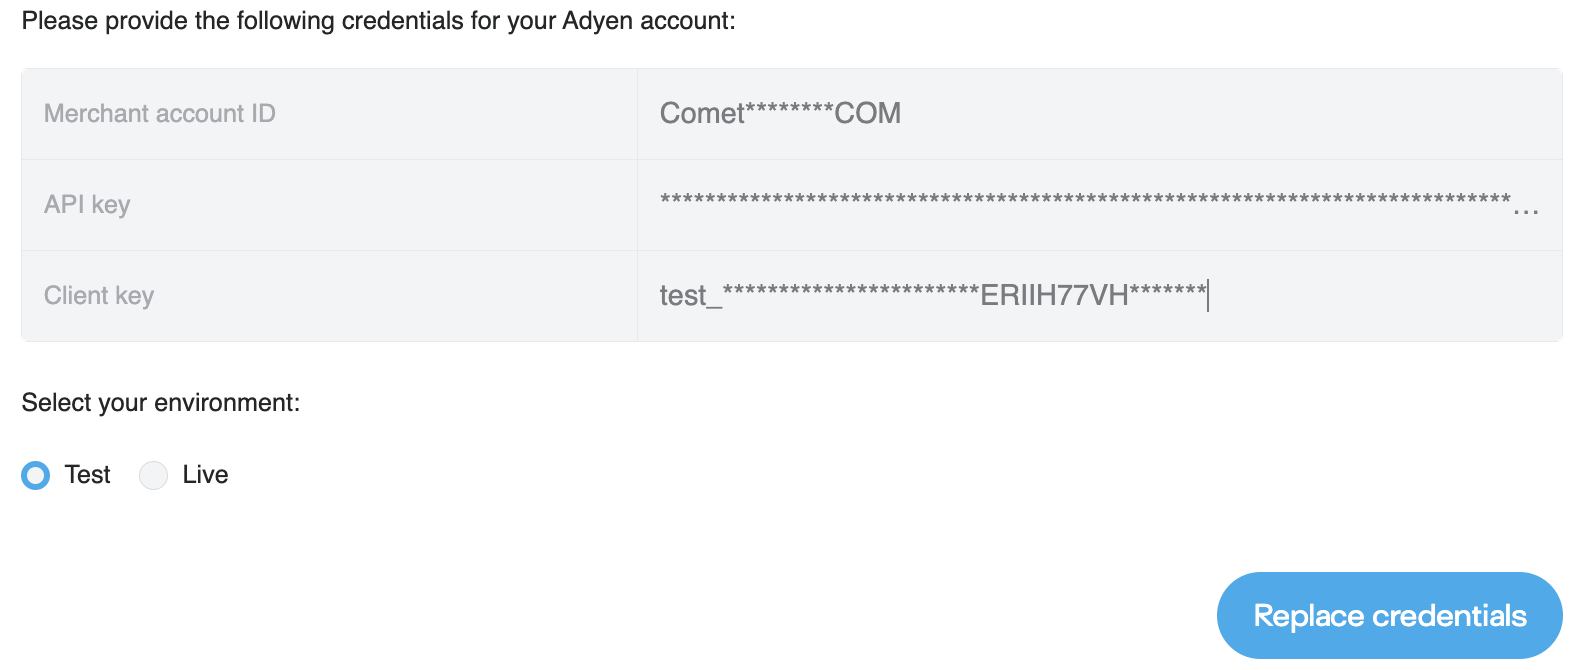 Please provide the following credentials for your Adyen account:
Merchant account ID Comet********COM
API key ****************************************************************************...
Client key test_***********************ERIIH77VH*******
Select your environment:
Test Live
Replace credentials